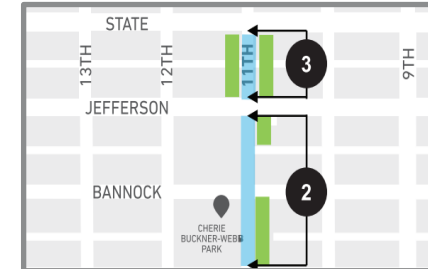 STATE
13TH
12TH
11TH
3
9TH
JEFFERSON
BANNOCK
2
CHERIE
BUCKNER-WEBB
PARK